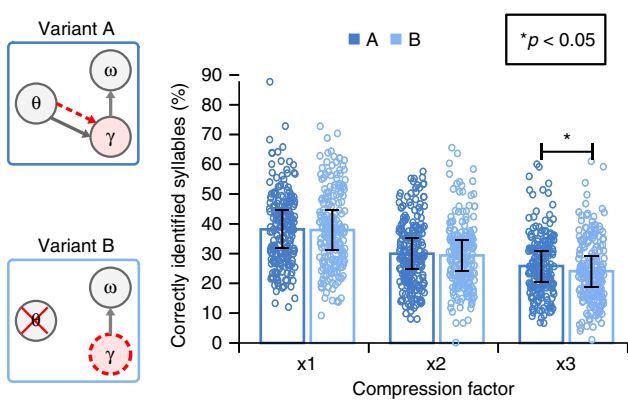 Variant A
ω
θ
γ
Variant B
ω
θ
γ
A B
*p < 0.05
Correctly identified syllables (%)
90
80
70
60
50
40
30
20
10
0
*
x1 x2 x3
Compression factor